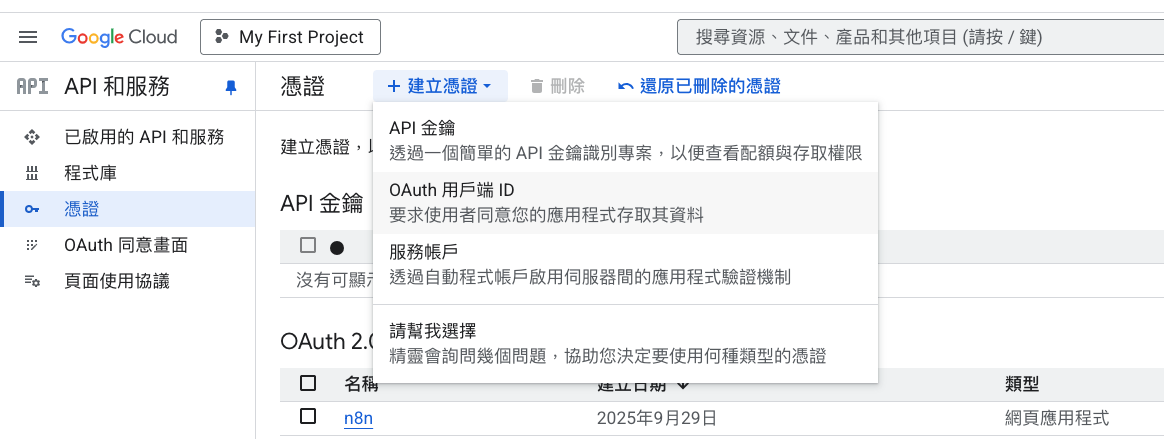 Google Cloud
My First Project
搜尋資源、文件、產品和其他項目 (請按 / 鍵)
API API 和服務
憑證
建立憑證
刪除
還原已刪除的憑證
已啟用的 API 和服務
程式庫
憑證
OAuth 同意畫面
頁面使用協議
建立憑證，
API 金鑰
沒有可顯示
OAuth 2.0
API 金鑰
透過一個簡單的 API 金鑰識別專案，以便查看配額與存取權限
OAuth 用戶端 ID
要求使用者同意您的應用程式存取其資料
服務帳戶
透過自動程式帳戶啟用伺服器間的應用程式驗證機制
請幫我選擇
精靈會詢問幾個問題，協助您決定要使用何種類型的憑證
名稱 建立日期 類型
n8n 2025年9月29日 網頁應用程式